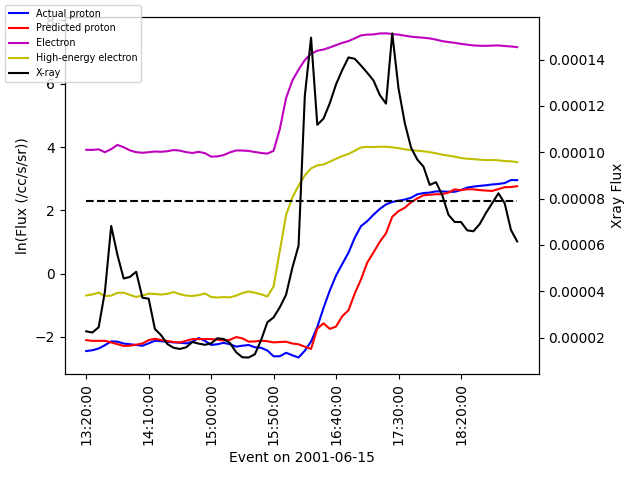 Actual proton
Predicted proton
Electron
High-energy electron
X-ray
6
4
2
0
−2
ln(Flux (/cc/s/sr))
0.00014
0.00012
0.00010
0.00008
0.00006
0.00004
0.00002
Xray Flux
13:20:00
14:10:00
15:00:00
15:50:00
16:40:00
17:30:00
18:20:00
Event on 2001-06-15